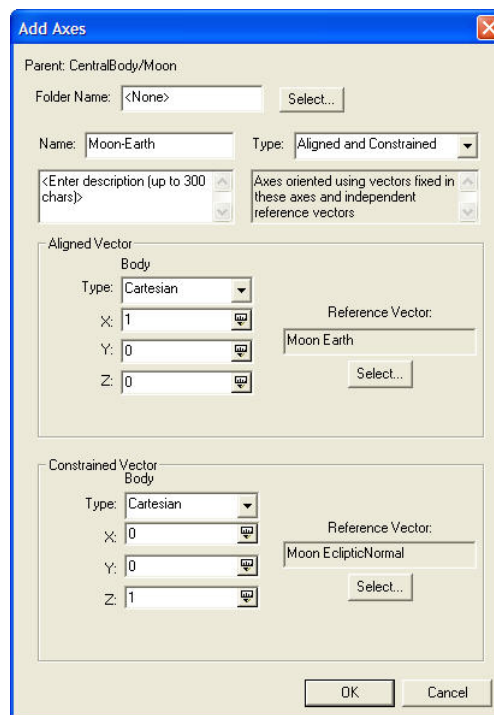 Add Axes
Parent: CentralBody/Moon
Folder Name: <None> Select...
Name: Moon-Earth Type: Aligned and Constrained
<Enter description (up to 300
chars)>
Axes oriented using vectors fixed in
these axes and independent
reference vectors
Aligned Vector
Body
Type: Cartesian
X: 1
Y: 0
Z: 0
Reference Vector:
Moon Earth
Select...
Constrained Vector
Body
Type: Cartesian
X: 0
Y: 0
Z: 1
Reference Vector:
Moon EclipticNormal
Select...
OK Cancel